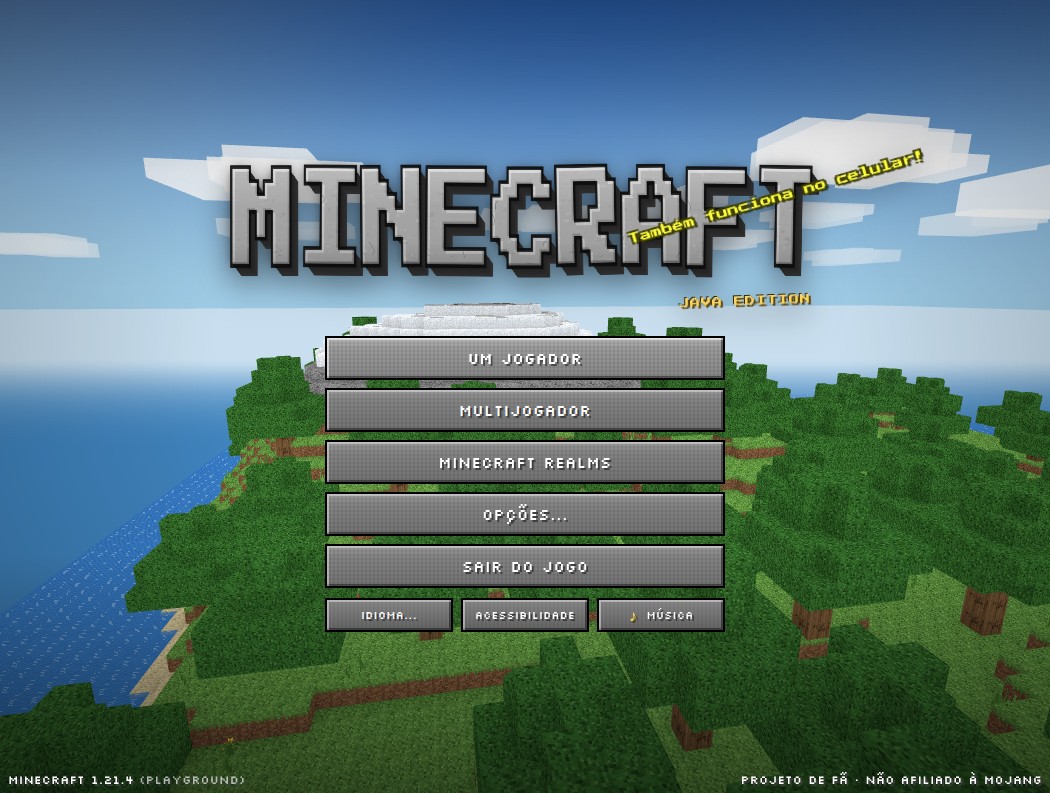 MINECRAFT
Também funciona no celular!
JAVA EDITION
UM JOGADOR
MULTIJOGADOR
MINECRAFT REALMS
OPÇÕES...
SAIR DO JOGO
IDIOMA...
ACESSIBILIDADE
♪ MÚSICA
MINECRAFT 1.21.4 (PLAYGROUND)
PROJETO DE FÃ · NÃO AFILIADO À MOJANG